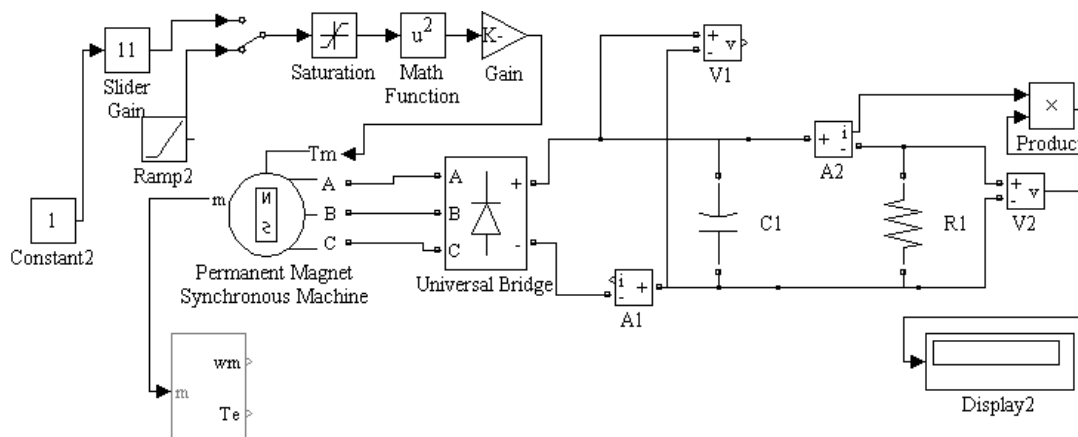 11
Slider
Gain
Saturation
u²
Math
Function
K-
Gain
+
-
v
V1
Ramp2
Tm
1
Constant2
m
N
S
A
B
C
Permanent Magnet
Synchronous Machine
A
B
C
+
-
Universal Bridge
i
-
+
A1
C1
+
i
-
A2
R1
×
Product
+
-
v
V2
m
wm
Te
Display2